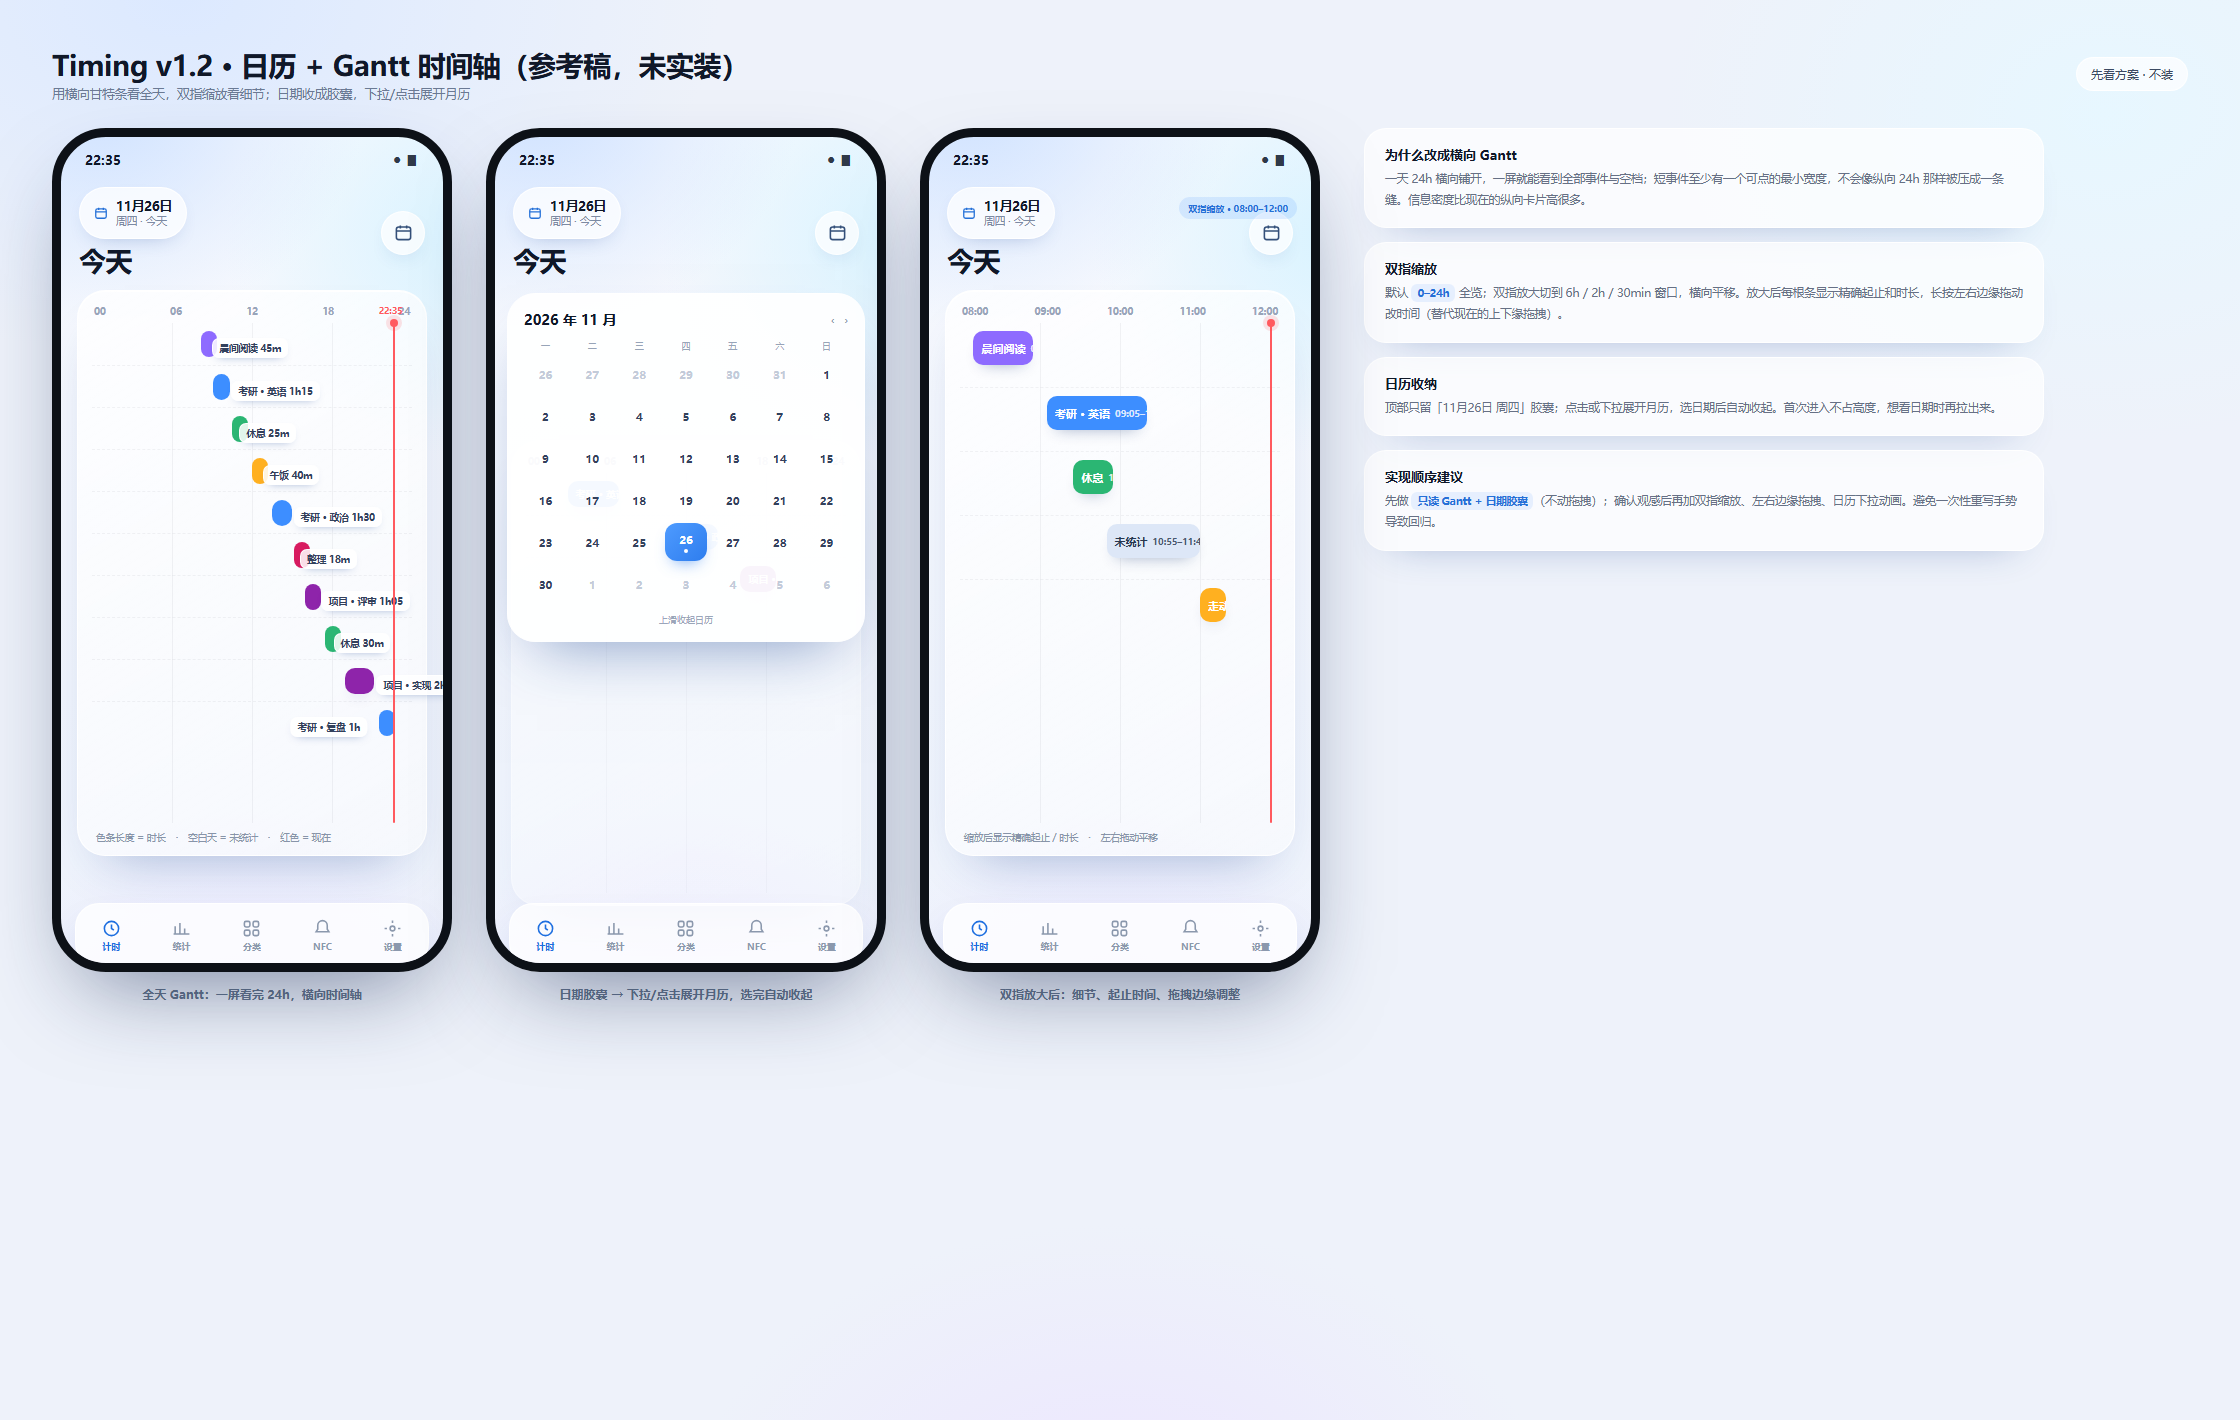 Timing v1.2 • 日历 + Gantt 时间轴（参考稿，未实装）
用横向甘特条看全天，双指缩放看细节；日期收成胶囊，下拉/点击展开月历
先看方案 · 不装
22:35
11月26日
周四 · 今天
今天
00 06 12 18 22:35 24
晨间阅读 45m
考研 • 英语 1h15
休息 25m
午饭 40m
考研 • 政治 1h30
整理 18m
项目 • 评审 1h05
休息 30m
项目 • 实现 2h
考研 • 复盘 1h
色条长度 = 时长 · 空白天 = 未统计 · 红色 = 现在
计时 统计 分类 NFC 设置
全天 Gantt：一屏看完 24h，横向时间轴
22:35
11月26日
周四 · 今天
今天
2026 年 11 月 ‹ ›
一 二 三 四 五 六 日
26 27 28 29 30 31 1
2 3 4 5 6 7 8
9 10 11 12 13 14 15
16 17 18 19 20 21 22
23 24 25 26 27 28 29
30 1 2 3 4 5 6
上滑收起日历
计时 统计 分类 NFC 设置
日期胶囊 → 下拉/点击展开月历，选完自动收起
22:35
11月26日
周四 · 今天
双指缩放 • 08:00–12:00
今天
08:00 09:00 10:00 11:00 12:00
晨间阅读
考研 • 英语 09:05–
休息 1
未统计 10:55–11:4
走动
缩放后显示精确起止 / 时长 · 左右拖动平移
计时 统计 分类 NFC 设置
双指放大后：细节、起止时间、拖拽边缘调整
为什么改成横向 Gantt
一天 24h 横向铺开，一屏就能看到全部事件与空档；短事件至少有一个可点的最小宽度，不会像纵向 24h 那样被压成一条
缝。信息密度比现在的纵向卡片高很多。
双指缩放
默认 0–24h 全览；双指放大切到 6h / 2h / 30min 窗口，横向平移。放大后每根条显示精确起止和时长，长按左右边缘拖动
改时间（替代现在的上下缘拖拽）。
日历收纳
顶部只留「11月26日 周四」胶囊；点击或下拉展开月历，选日期后自动收起。首次进入不占高度，想看日期时再拉出来。
实现顺序建议
先做 只读 Gantt + 日期胶囊 （不动拖拽）；确认观感后再加双指缩放、左右边缘拖拽、日历下拉动画。避免一次性重写手势
导致回归。